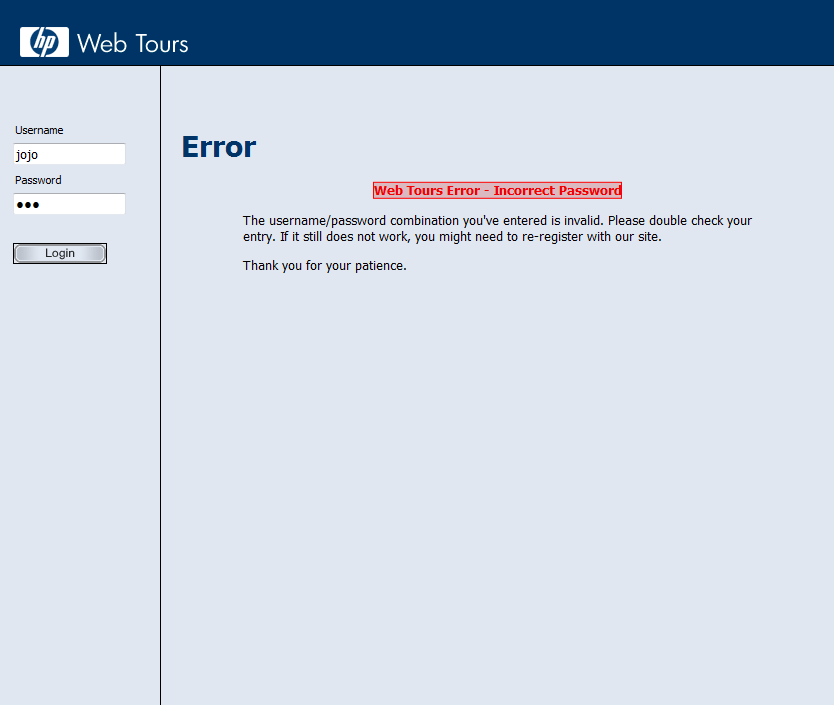 hp Web Tours
Username
jojo
Password
Login
Error
Web Tours Error - Incorrect Password
The username/password combination you've entered is invalid. Please double check your
entry. If it still does not work, you might need to re-register with our site.
Thank you for your patience.